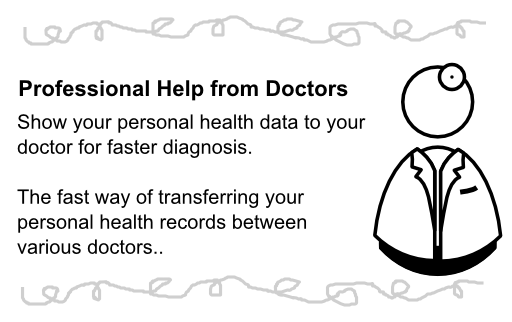 Professional Help from Doctors
Show your personal health data to your
doctor for faster diagnosis.
The fast way of transferring your
personal health records between
various doctors..